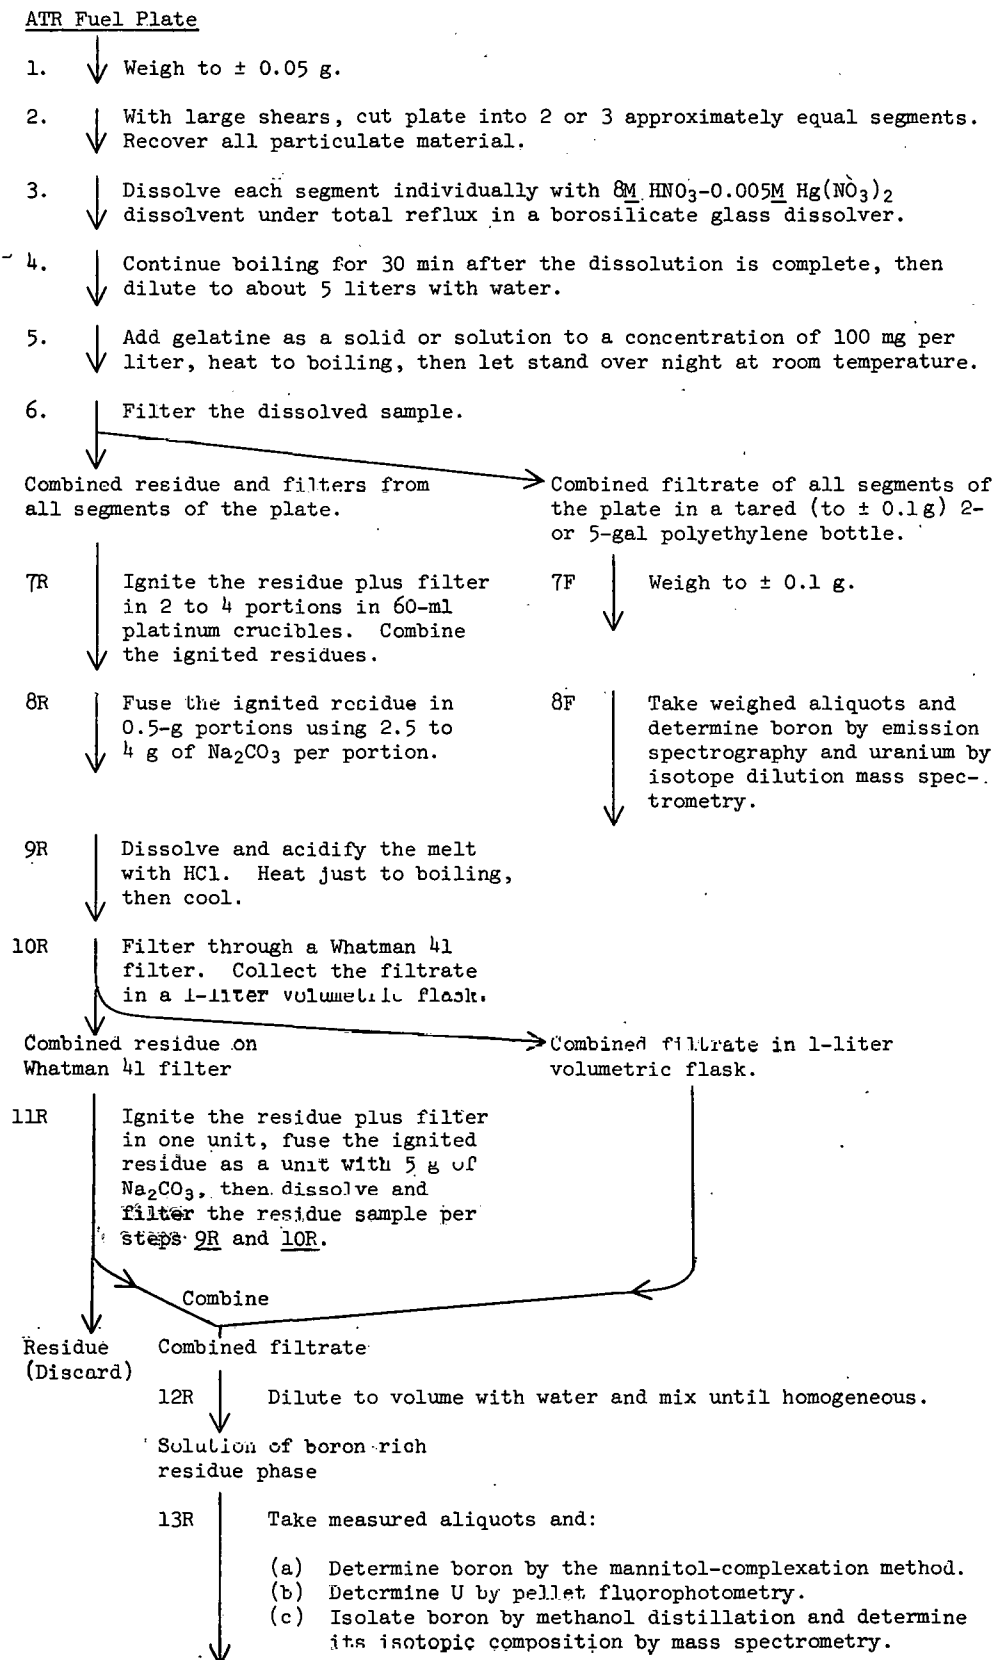 ATR Fuel Plate
1. Weigh to ± 0.05 g.
2. With large shears, cut plate into 2 or 3 approximately equal segments.
Recover all particulate material.
3. Dissolve each segment individually with 8M HNO3-0.005M Hg(NO3)2
dissolvent under total reflux in a borosilicate glass dissolver.
4. Continue boiling for 30 min after the dissolution is complete, then
dilute to about 5 liters with water.
5. Add gelatine as a solid or solution to a concentration of 100 mg per
liter, heat to boiling, then let stand over night at room temperature.
6. Filter the dissolved sample.
Combined residue and filters from
all segments of the plate.
Combined filtrate of all segments of
the plate in a tared (to ± 0.1g) 2-
or 5-gal polyethylene bottle.
7R Ignite the residue plus filter
in 2 to 4 portions in 60-ml
platinum crucibles. Combine
the ignited residues.
7F Weigh to ± 0.1 g.
8R Fuse the ignited residue in
0.5-g portions using 2.5 to
4 g of Na2CO3 per portion.
8F Take weighed aliquots and
determine boron by emission
spectrography and uranium by
isotope dilution mass spec-
trometry.
9R Dissolve and acidify the melt
with HCl. Heat just to boiling,
then cool.
10R Filter through a Whatman 41
filter. Collect the filtrate
in a 1-liter volumetric flask.
Combined residue on
Whatman 41 filter
Combined filtrate in 1-liter
volumetric flask.
11R Ignite the residue plus filter
in one unit, fuse the ignited
residue as a unit with 5 g of
Na2CO3, then dissolve and
filter the residue sample per
steps 9R and 10R.
Combine
Residue
(Discard)
Combined filtrate
12R Dilute to volume with water and mix until homogeneous.
Solution of boron rich
residue phase
13R Take measured aliquots and:
(a) Determine boron by the mannitol-complexation method.
(b) Determine U by pellet fluorophotometry.
(c) Isolate boron by methanol distillation and determine
its isotopic composition by mass spectrometry.